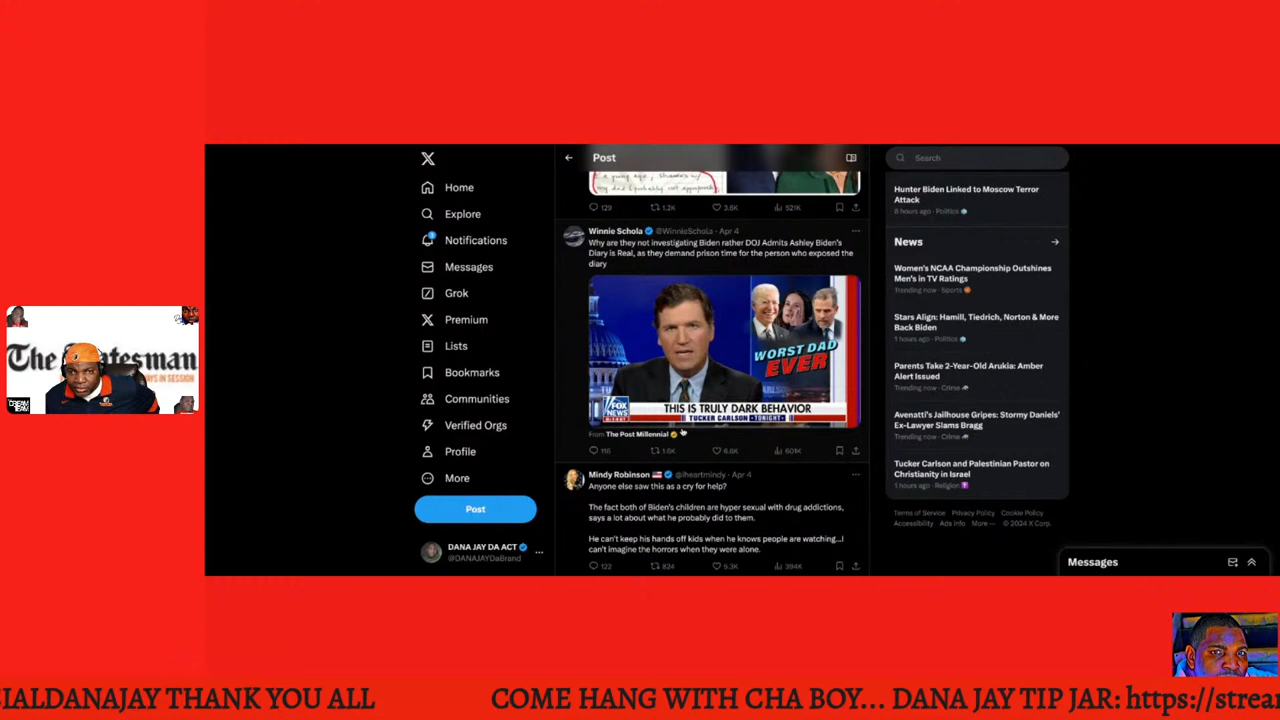 Post
Search
Home
Explore
Notifications
Messages
Grok
Premium
Lists
Bookmarks
Communities
Verified Orgs
Profile
More
Post
DANA JAY DA ACT
@DANAJAYDaBrand
129 1.2K 3.8K 521K
Winnie Schola @WinnieSchola · Apr 4
Why are they not investigating Biden rather DOJ Admits Ashley Biden's
Diary is Real, as they demand prison time for the person who exposed the
diary
WORST DAD
EVER
THIS IS TRULY DARK BEHAVIOR
FOX
NEWS
TUCKER CARLSON TONIGHT
From The Post Millennial
116 1.6K 6.8K 601K
Mindy Robinson @iheartmindy · Apr 4
Anyone else saw this as a cry for help?
The fact both of Biden's children are hyper sexual with drug addictions,
says a lot about what he probably did to them.
He can't keep his hands off kids when he knows people are watching...I
can't imagine the horrors when they were alone.
122 824 5.3K 394K
Hunter Biden Linked to Moscow Terror
Attack
8 hours ago · Politics
News
Women's NCAA Championship Outshines
Men's in TV Ratings
Trending now · Sports
Stars Align: Hamill, Tiedrich, Norton & More
Back Biden
1 hours ago · Politics
Parents Take 2-Year-Old Arukia: Amber
Alert Issued
Trending now · Crime
Avenatti's Jailhouse Gripes: Stormy Daniels'
Ex-Lawyer Slams Bragg
Trending now · Crime
Tucker Carlson and Palestinian Pastor on
Christianity in Israel
1 hours ago · Religion
Terms of Service Privacy Policy Cookie Policy
Accessibility Ads info More ··· © 2024 X Corp.
Messages
The Statesman
IN SESSION
CREAM
IALDANAJAY THANK YOU ALL COME HANG WITH CHA BOY... DANA JAY TIP JAR: https://strea